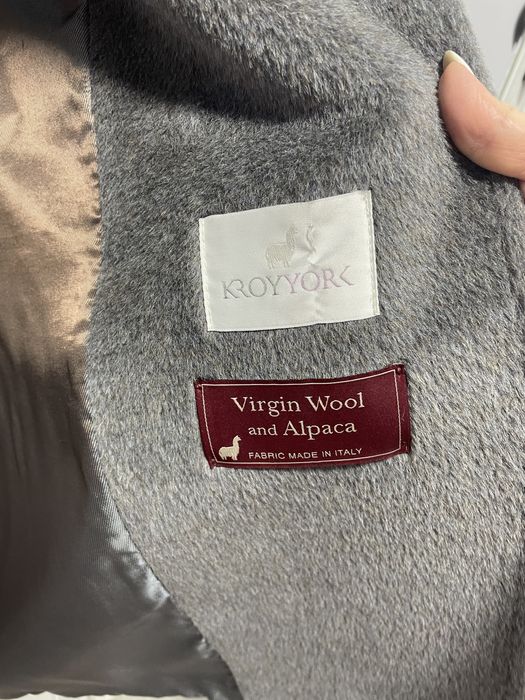 KROYYORK
Virgin Wool
and Alpaca
FABRIC MADE IN ITALY